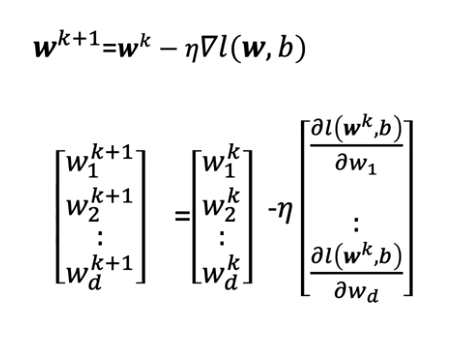 𝒘^{k+1}=𝒘^k − η∇l(𝒘, b)
[w_1^{k+1} w_2^{k+1} : w_d^{k+1}] = [w_1^k w_2^k : w_d^k] -η [∂l(𝒘^k,b)/∂w_1 : ∂l(𝒘^k,b)/∂w_d]